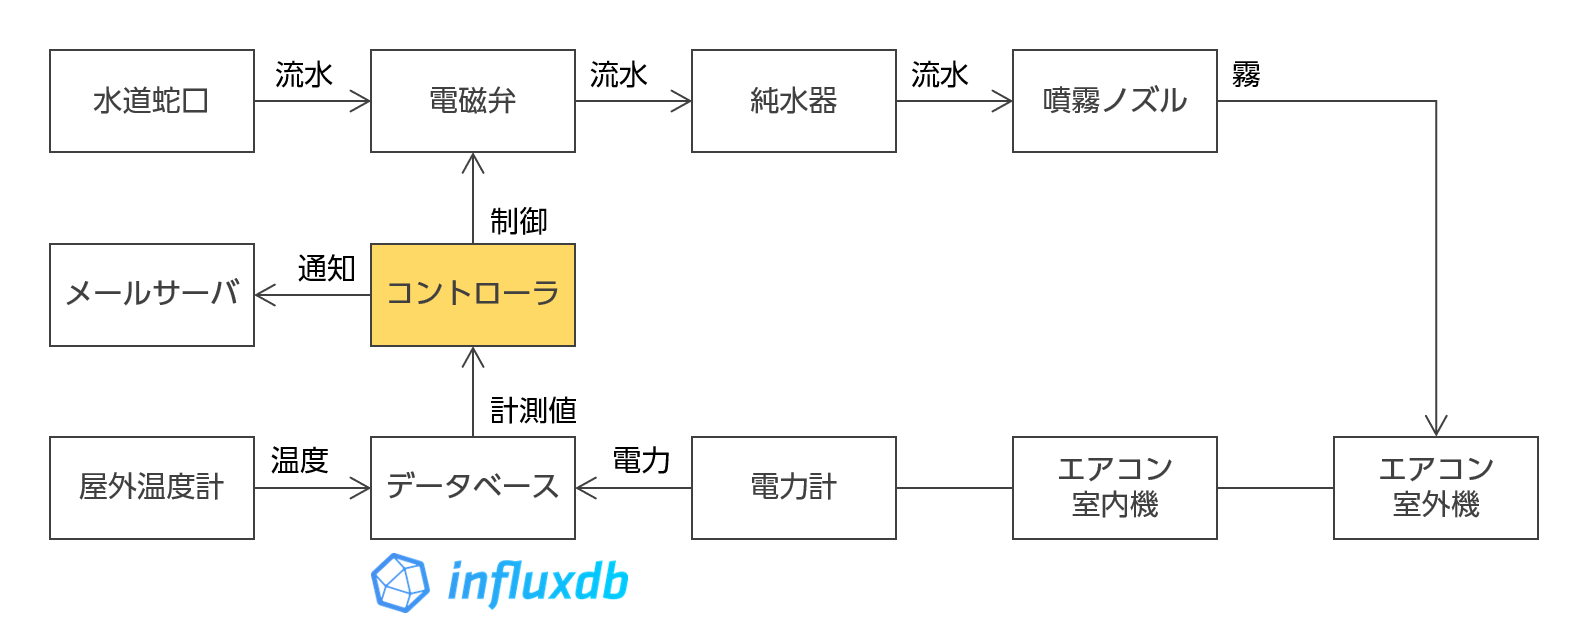 水道蛇口
流水
電磁弁
流水
純水器
流水
噴霧ノズル
霧
制御
メールサーバ
通知
コントローラ
計測値
屋外温度計
温度
データベース
電力
電力計
エアコン
室内機
エアコン
室外機
influxdb